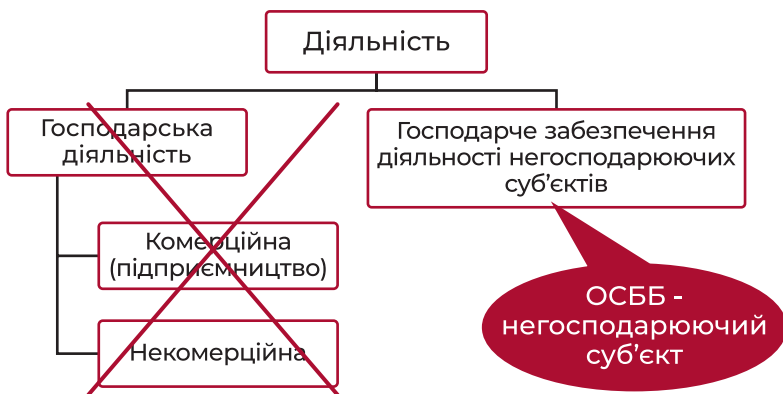 Діяльність
Господарська
діяльність
Господарче забезпечення
діяльності негосподарюючих
суб’єктів
Комерційна
(підприємництво)
Некомерційна
ОСББ -
негосподарюючий
суб’єкт